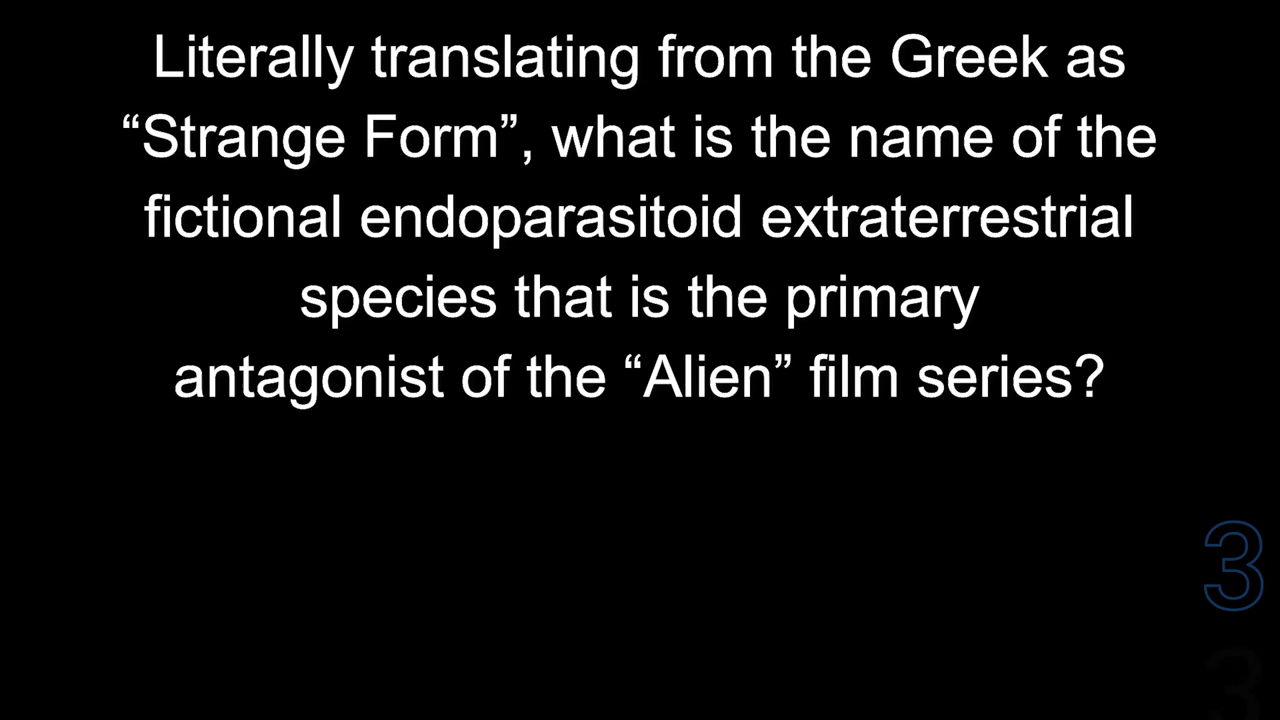 Literally translating from the Greek as
“Strange Form”, what is the name of the
fictional endoparasitoid extraterrestrial
species that is the primary
antagonist of the “Alien” film series?
3
3